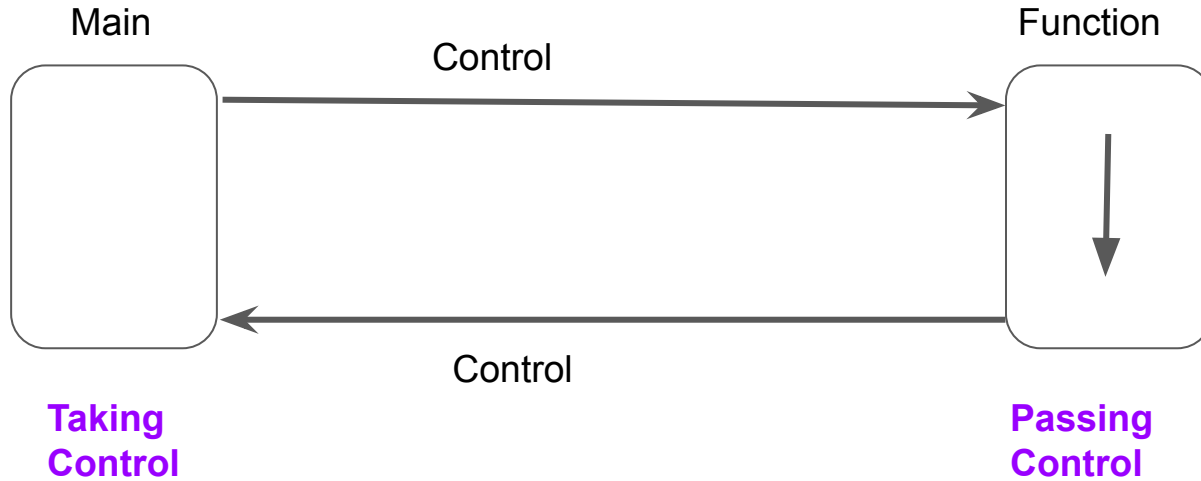 Main
Function
Control
Control
Taking
Control
Passing
Control